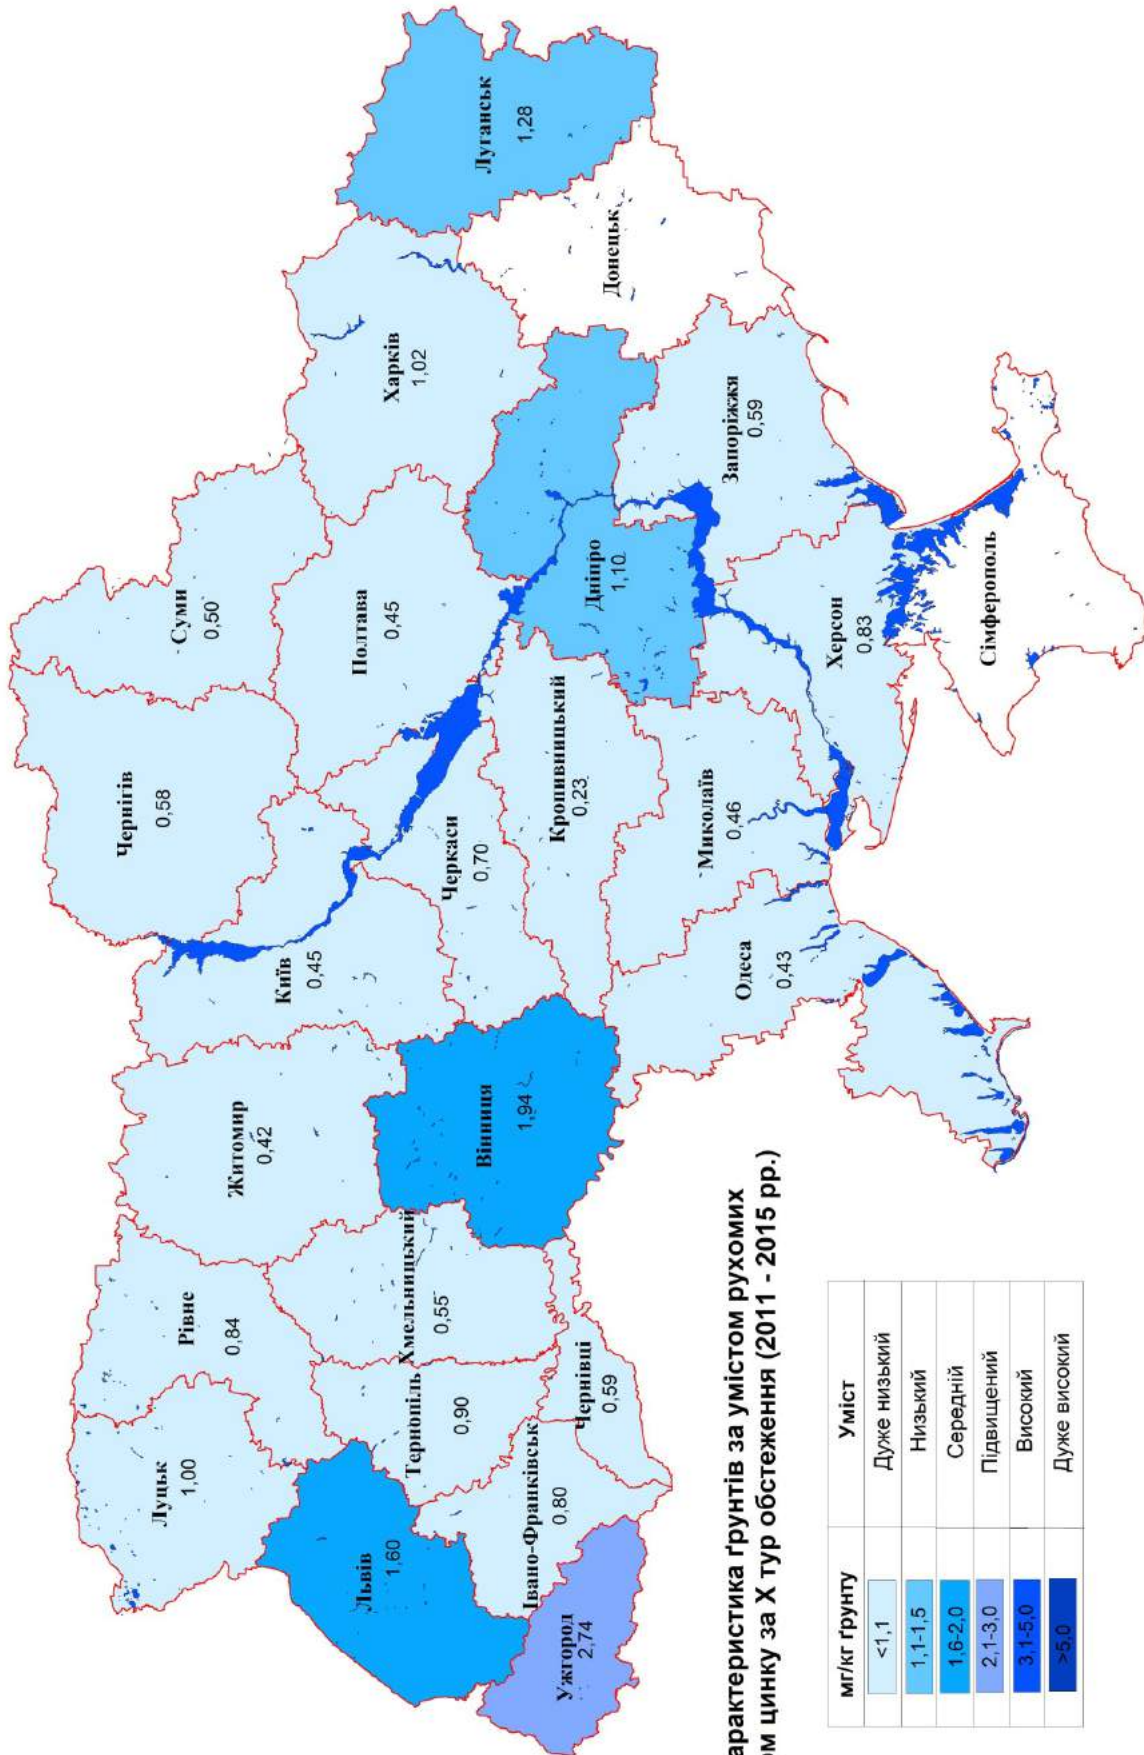 Луцьк
1,00
Рівне
0,84
Житомир
0,42
Київ
0,45
Чернігів
0,58
Суми
0,50
Львів
1,60
Тернопіль
0,90
Хмельницький
0,55
Вінниця
1,94
Черкаси
0,70
Полтава
0,45
Харків
1,02
Луганськ
1,28
Ужгород
2,74
Івано-Франківськ
0,80
Чернівці
0,59
Кропивницький
0,23
Дніпро
1,10
Донецьк
Одеса
0,43
Миколаїв
0,46
Херсон
0,83
Запоріжжя
0,59
Сімферополь
арактеристика ґрунтів за умістом рухомих
ом цинку за X тур обстеження (2011 - 2015 рр.)
мг/кг ґрунту Уміст
<1,1 Дуже низький
1,1-1,5 Низький
1,6-2,0 Середній
2,1-3,0 Підвищений
3,1-5,0 Високий
>5,0 Дуже високий